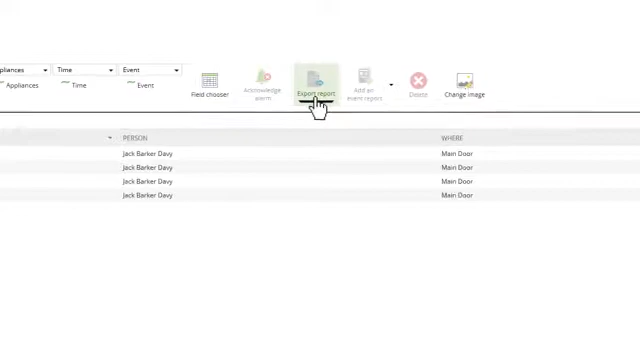 ppliances Time Event
Appliances Time Event
Field chooser
Acknowledge
alarm
Export report
Add an
event report
Delete
Change image
PERSON WHERE
Jack Barker Davy Main Door
Jack Barker Davy Main Door
Jack Barker Davy Main Door
Jack Barker Davy Main Door